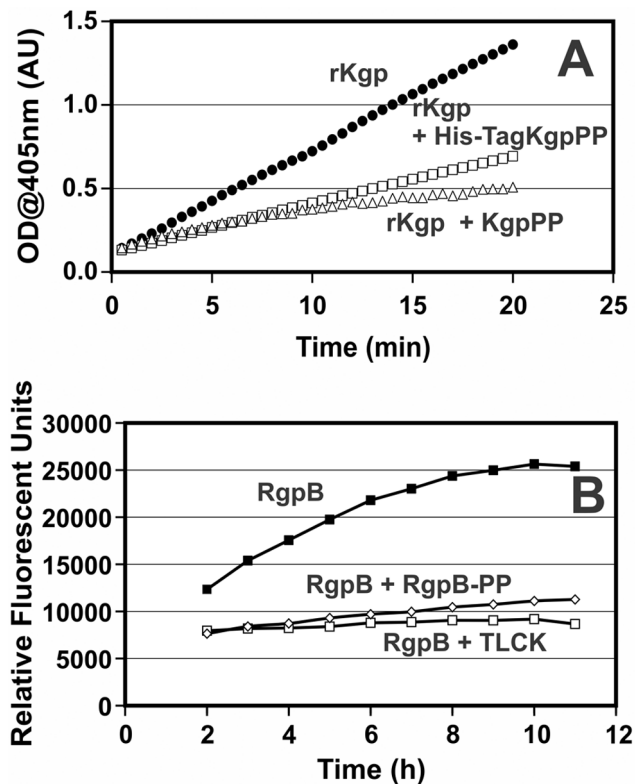 A
OD@405nm (AU)
1.5
1.0
0.5
0.0
rKgp
rKgp
+ His-TagKgpPP
rKgp + KgpPP
0 5 10 15 20 25
Time (min)
B
Relative Fluorescent Units
30000
25000
20000
15000
10000
5000
0
RgpB
RgpB + RgpB-PP
RgpB + TLCK
0 2 4 6 8 10 12
Time (h)